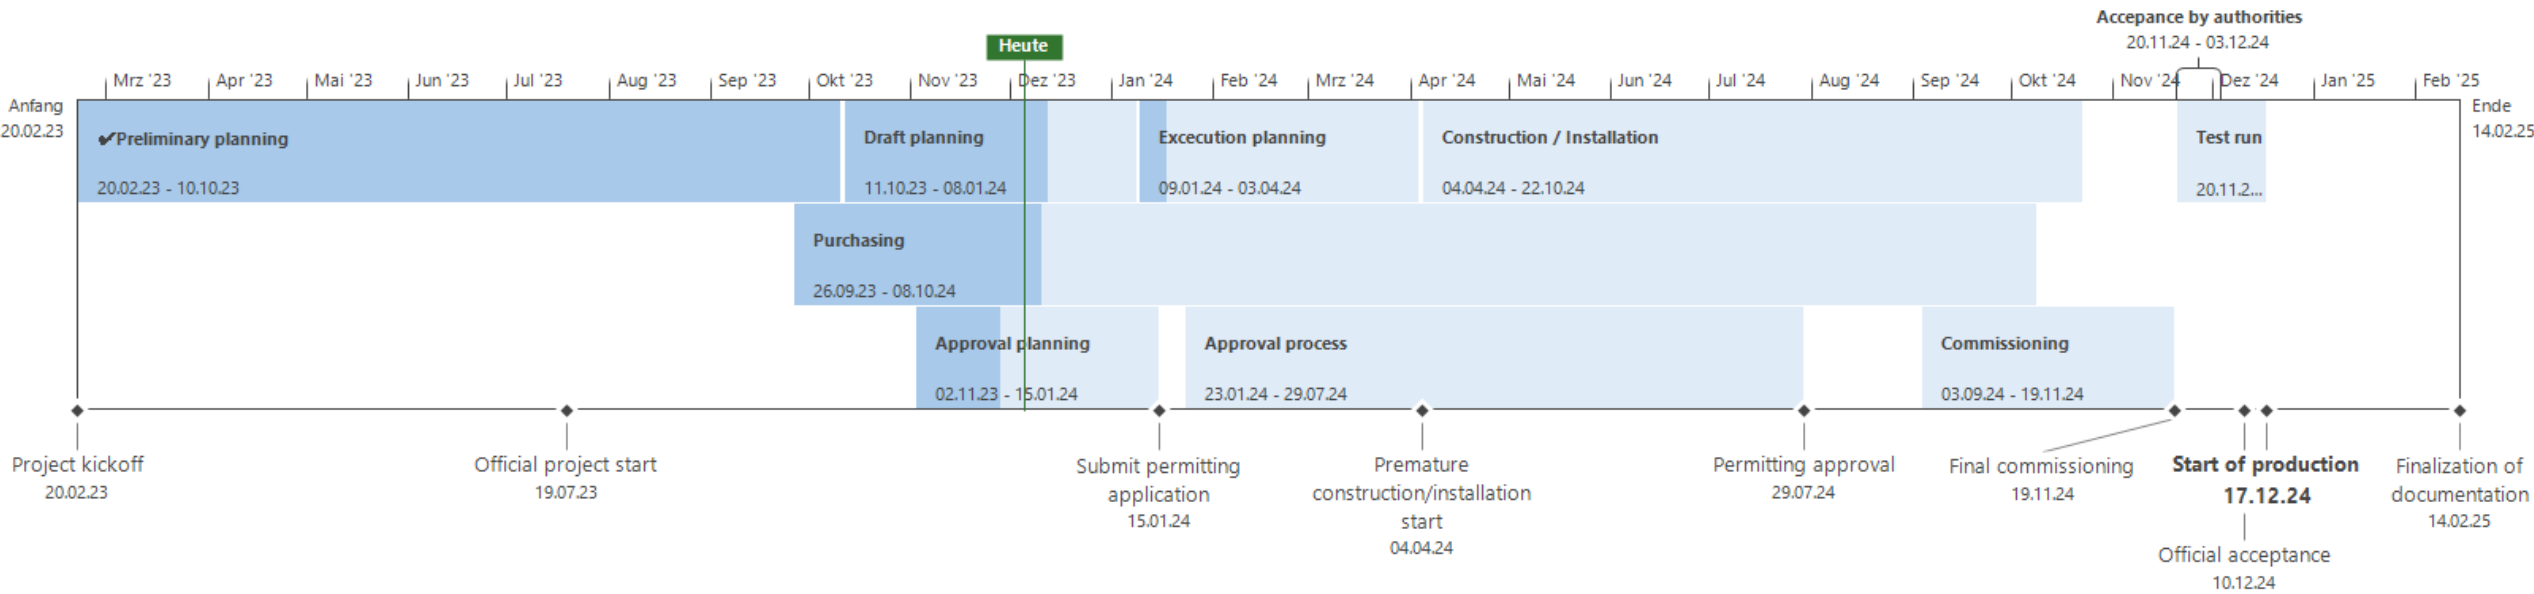 Accepance by authorities
20.11.24 - 03.12.24
Heute
Mrz '23
Apr '23
Mai '23
Jun '23
Jul '23
Aug '23
Sep '23
Okt '23
Nov '23
Dez '23
Jan '24
Feb '24
Mrz '24
Apr '24
Mai '24
Jun '24
Jul '24
Aug '24
Sep '24
Okt '24
Nov '24
Dez '24
Jan '25
Feb '25
Anfang
20.02.23
Ende
14.02.25
✔Preliminary planning
20.02.23 - 10.10.23
Draft planning
11.10.23 - 08.01.24
Excecution planning
09.01.24 - 03.04.24
Construction / Installation
04.04.24 - 22.10.24
Test run
20.11.2...
Purchasing
26.09.23 - 08.10.24
Approval planning
02.11.23 - 15.01.24
Approval process
23.01.24 - 29.07.24
Commissioning
03.09.24 - 19.11.24
Project kickoff
20.02.23
Official project start
19.07.23
Submit permitting
application
15.01.24
Premature
construction/installation
start
04.04.24
Permitting approval
29.07.24
Final commissioning
19.11.24
Start of production
17.12.24
Official acceptance
10.12.24
Finalization of
documentation
14.02.25